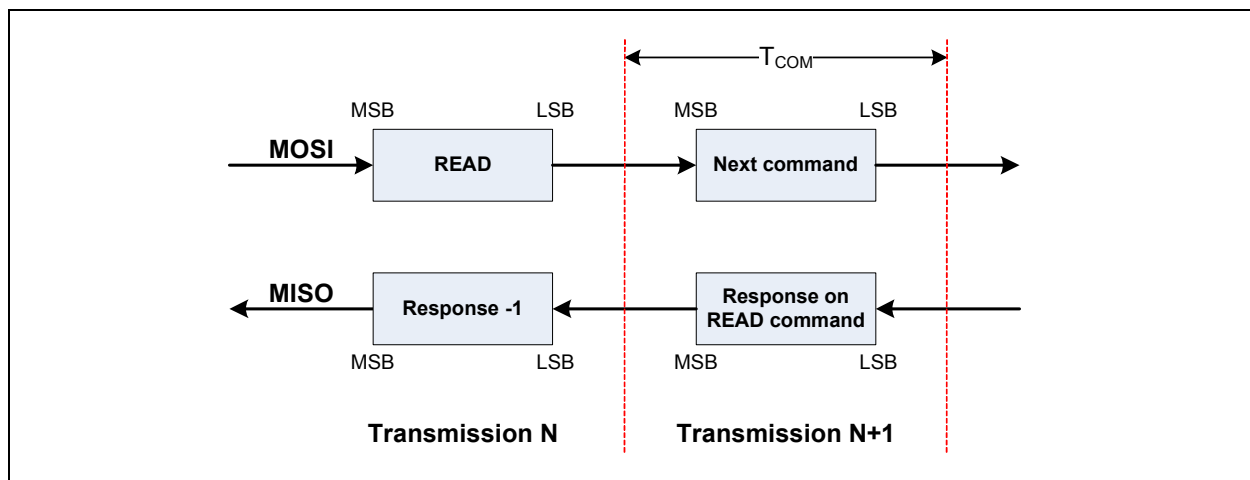 TCOM
MSB LSB MSB LSB
MOSI READ Next command
MISO Response -1 Response on
READ command
MSB LSB MSB LSB
Transmission N Transmission N+1